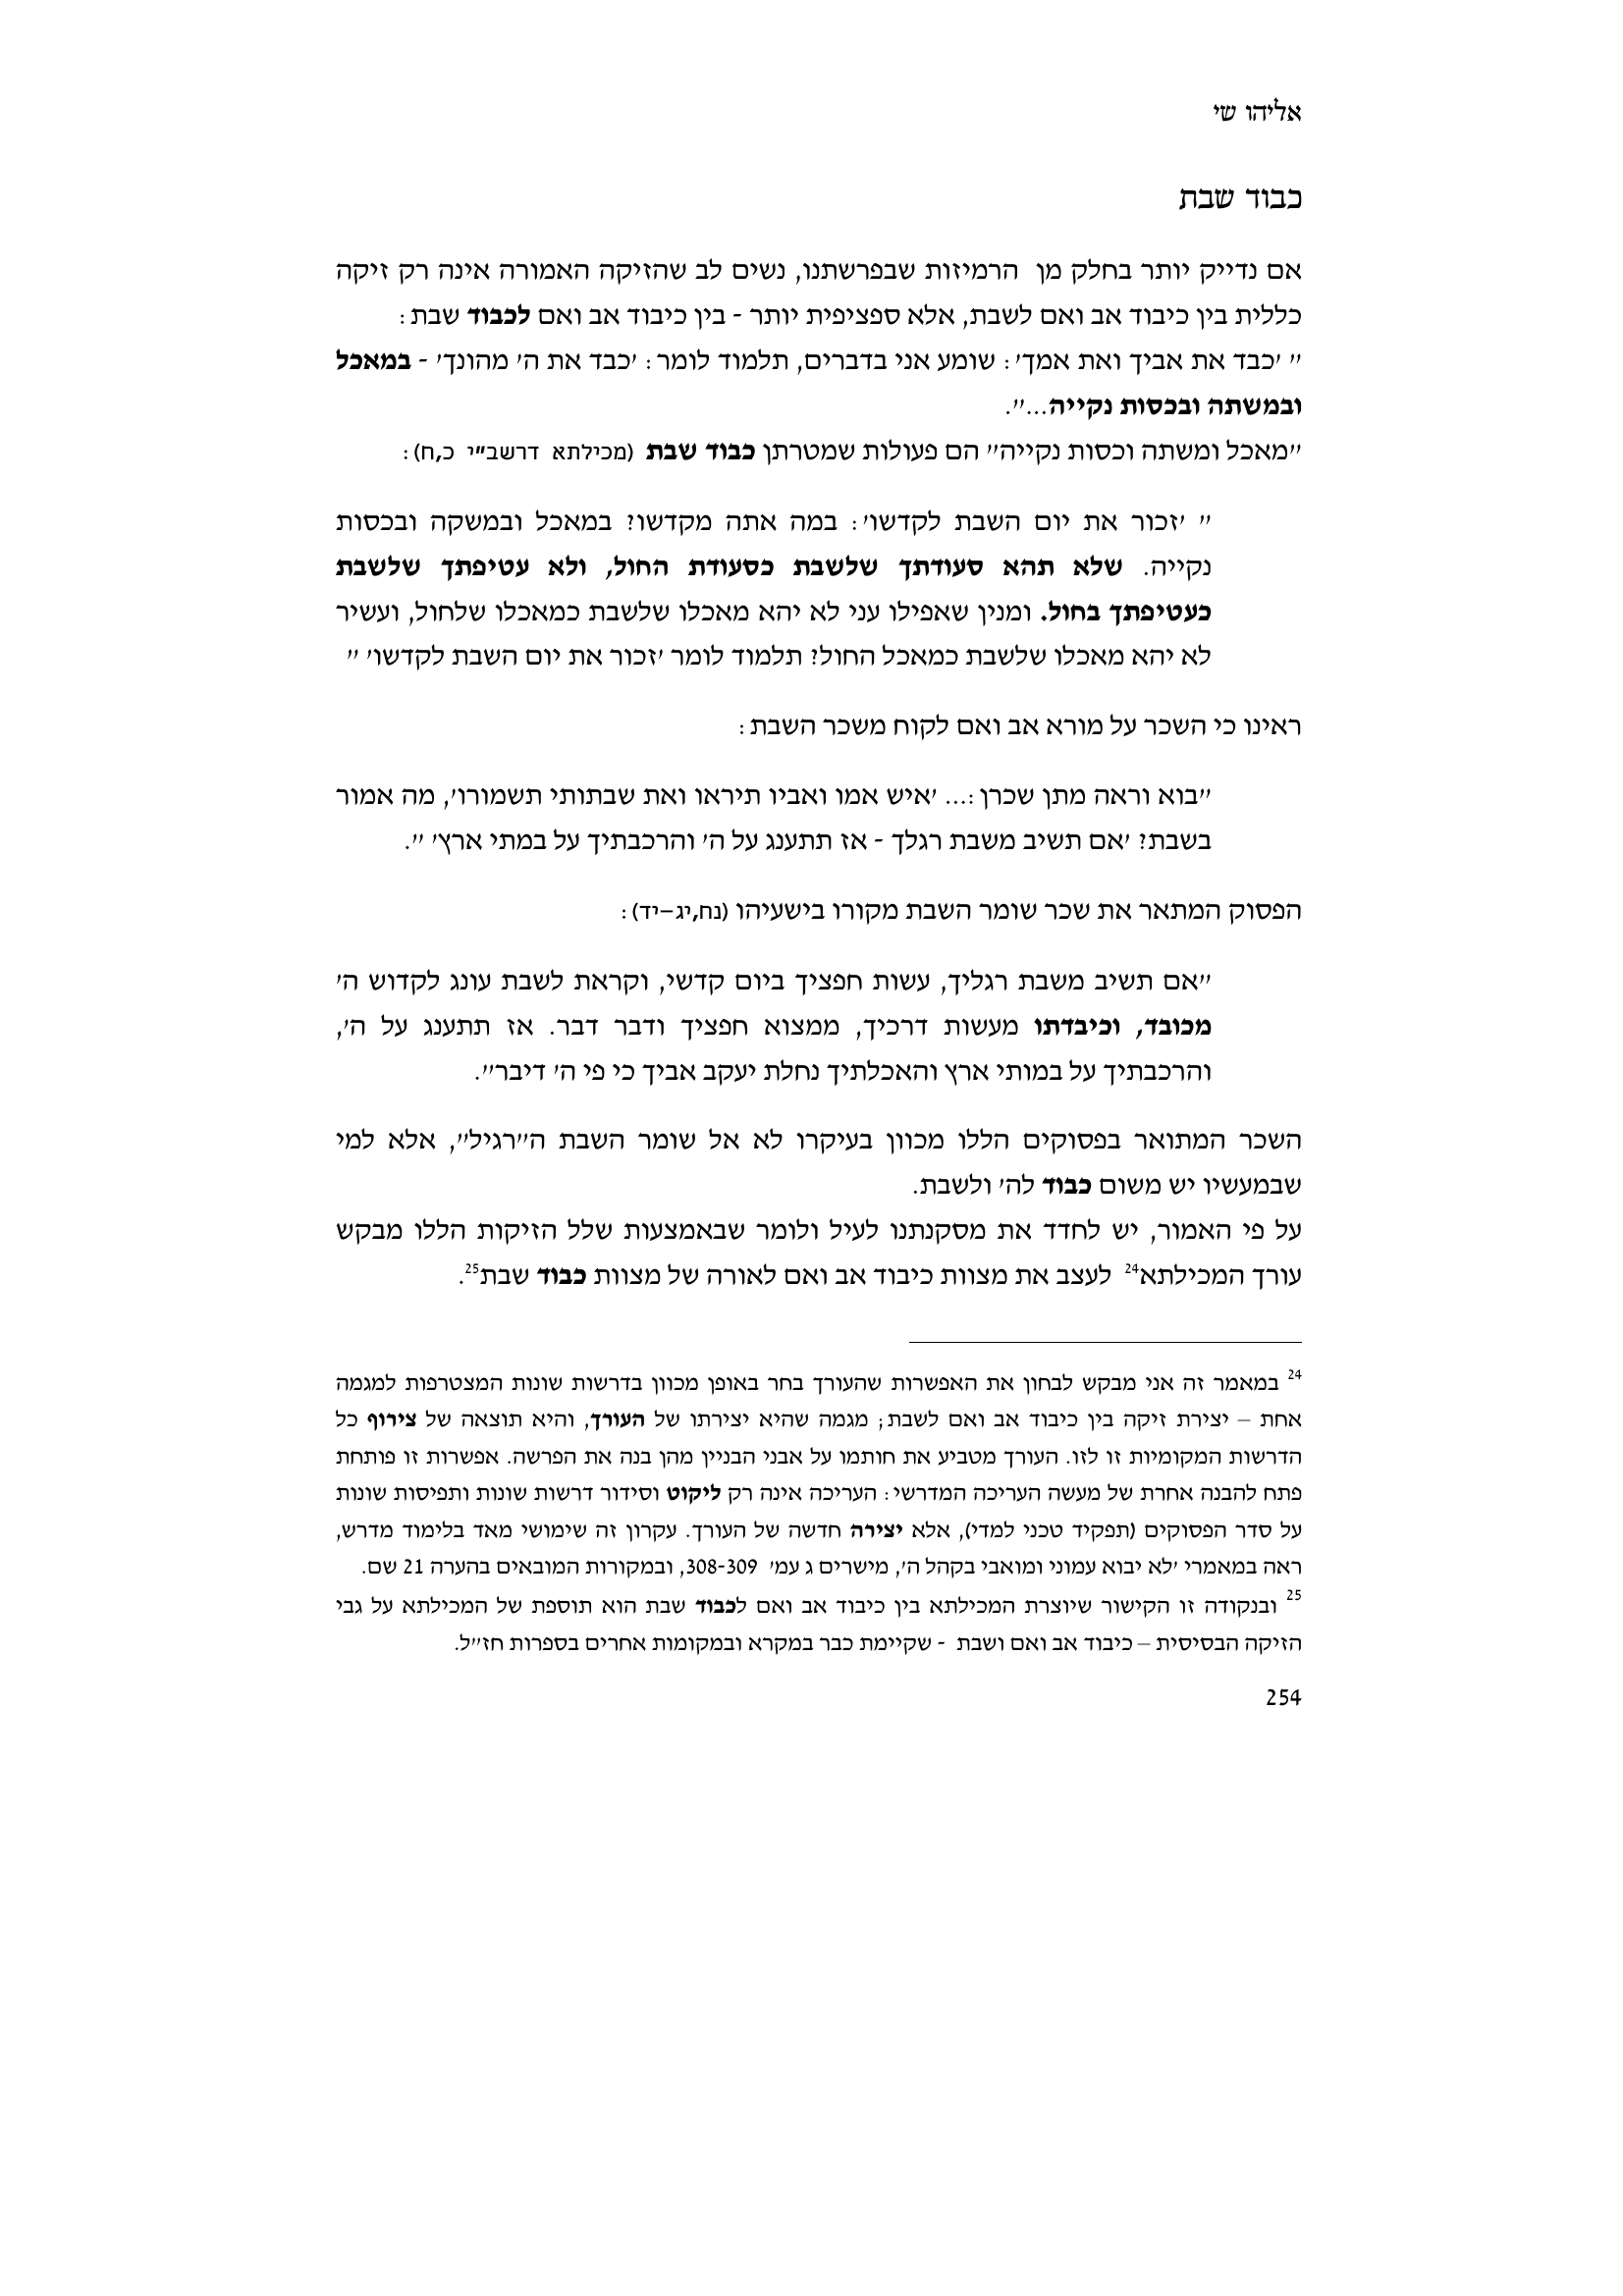 אליהו שי
כבוד שבת
אם נדייק יותר בחלק מן הרמיזות שבפרשתנו, נשים לב שהזיקה האמורה אינה רק זיקה
כללית בין כיבוד אב ואם לשבת, אלא ספציפית יותר - בין כיבוד אב ואם לכבוד שבת:
" 'כבד את אביך ואת אמך': שומע אני בדברים, תלמוד לומר: 'כבד את ה' מהונך' - במאכל
ובמשתה ובכסות נקייה...".
"מאכל ומשתה וכסות נקייה" הם פעולות שמטרתן כבוד שבת (מכילתא דרשב"י כ,ח):
" 'זכור את יום השבת לקדשו': במה אתה מקדשו? במאכל ובמשקה ובכסות
נקייה. שלא תהא סעודתך שלשבת כסעודת החול, ולא עטיפתך שלשבת
כעטיפתך בחול. ומנין שאפילו עני לא יהא מאכלו שלשבת כמאכלו שלחול, ועשיר
לא יהא מאכלו שלשבת כמאכל החול? תלמוד לומר 'זכור את יום השבת לקדשו' "
ראינו כי השכר על מורא אב ואם לקוח משכר השבת:
"בוא וראה מתן שכרן:... 'איש אמו ואביו תיראו ואת שבתותי תשמורו', מה אמור
בשבת? 'אם תשיב משבת רגלך - אז תתענג על ה' והרכבתיך על במתי ארץ' ".
הפסוק המתאר את שכר שומר השבת מקורו בישעיהו (נח,יג–יד):
"אם תשיב משבת רגליך, עשות חפציך ביום קדשי, וקראת לשבת עונג לקדוש ה'
מכובד, וכיבדתו מעשות דרכיך, ממצוא חפציך ודבר דבר. אז תתענג על ה',
והרכבתיך על במותי ארץ והאכלתיך נחלת יעקב אביך כי פי ה' דיבר".
השכר המתואר בפסוקים הללו מכוון בעיקרו לא אל שומר השבת ה"רגיל", אלא למי
שבמעשיו יש משום כבוד לה' ולשבת.
על פי האמור, יש לחדד את מסקנתנו לעיל ולומר שבאמצעות שלל הזיקות הללו מבקש
עורך המכילתא24 לעצב את מצוות כיבוד אב ואם לאורה של מצוות כבוד שבת25.
24 במאמר זה אני מבקש לבחון את האפשרות שהעורך בחר באופן מכוון בדרשות שונות המצטרפות למגמה
אחת – יצירת זיקה בין כיבוד אב ואם לשבת; מגמה שהיא יצירתו של העורך, והיא תוצאה של צירוף כל
הדרשות המקומיות זו לזו. העורך מטביע את חותמו על אבני הבניין מהן בנה את הפרשה. אפשרות זו פותחת
פתח להבנה אחרת של מעשה העריכה המדרשי: העריכה אינה רק ליקוט וסידור דרשות שונות ותפיסות שונות
על סדר הפסוקים (תפקיד טכני למדי), אלא יצירה חדשה של העורך. עקרון זה שימושי מאד בלימוד מדרש,
ראה במאמרי 'לא יבוא עמוני ומואבי בקהל ה', מישרים ג עמ' 308-309, ובמקורות המובאים בהערה 21 שם.
25 ובנקודה זו הקישור שיוצרת המכילתא בין כיבוד אב ואם לכבוד שבת הוא תוספת של המכילתא על גבי
הזיקה הבסיסית – כיבוד אב ואם ושבת - שקיימת כבר במקרא ובמקומות אחרים בספרות חז"ל.
254